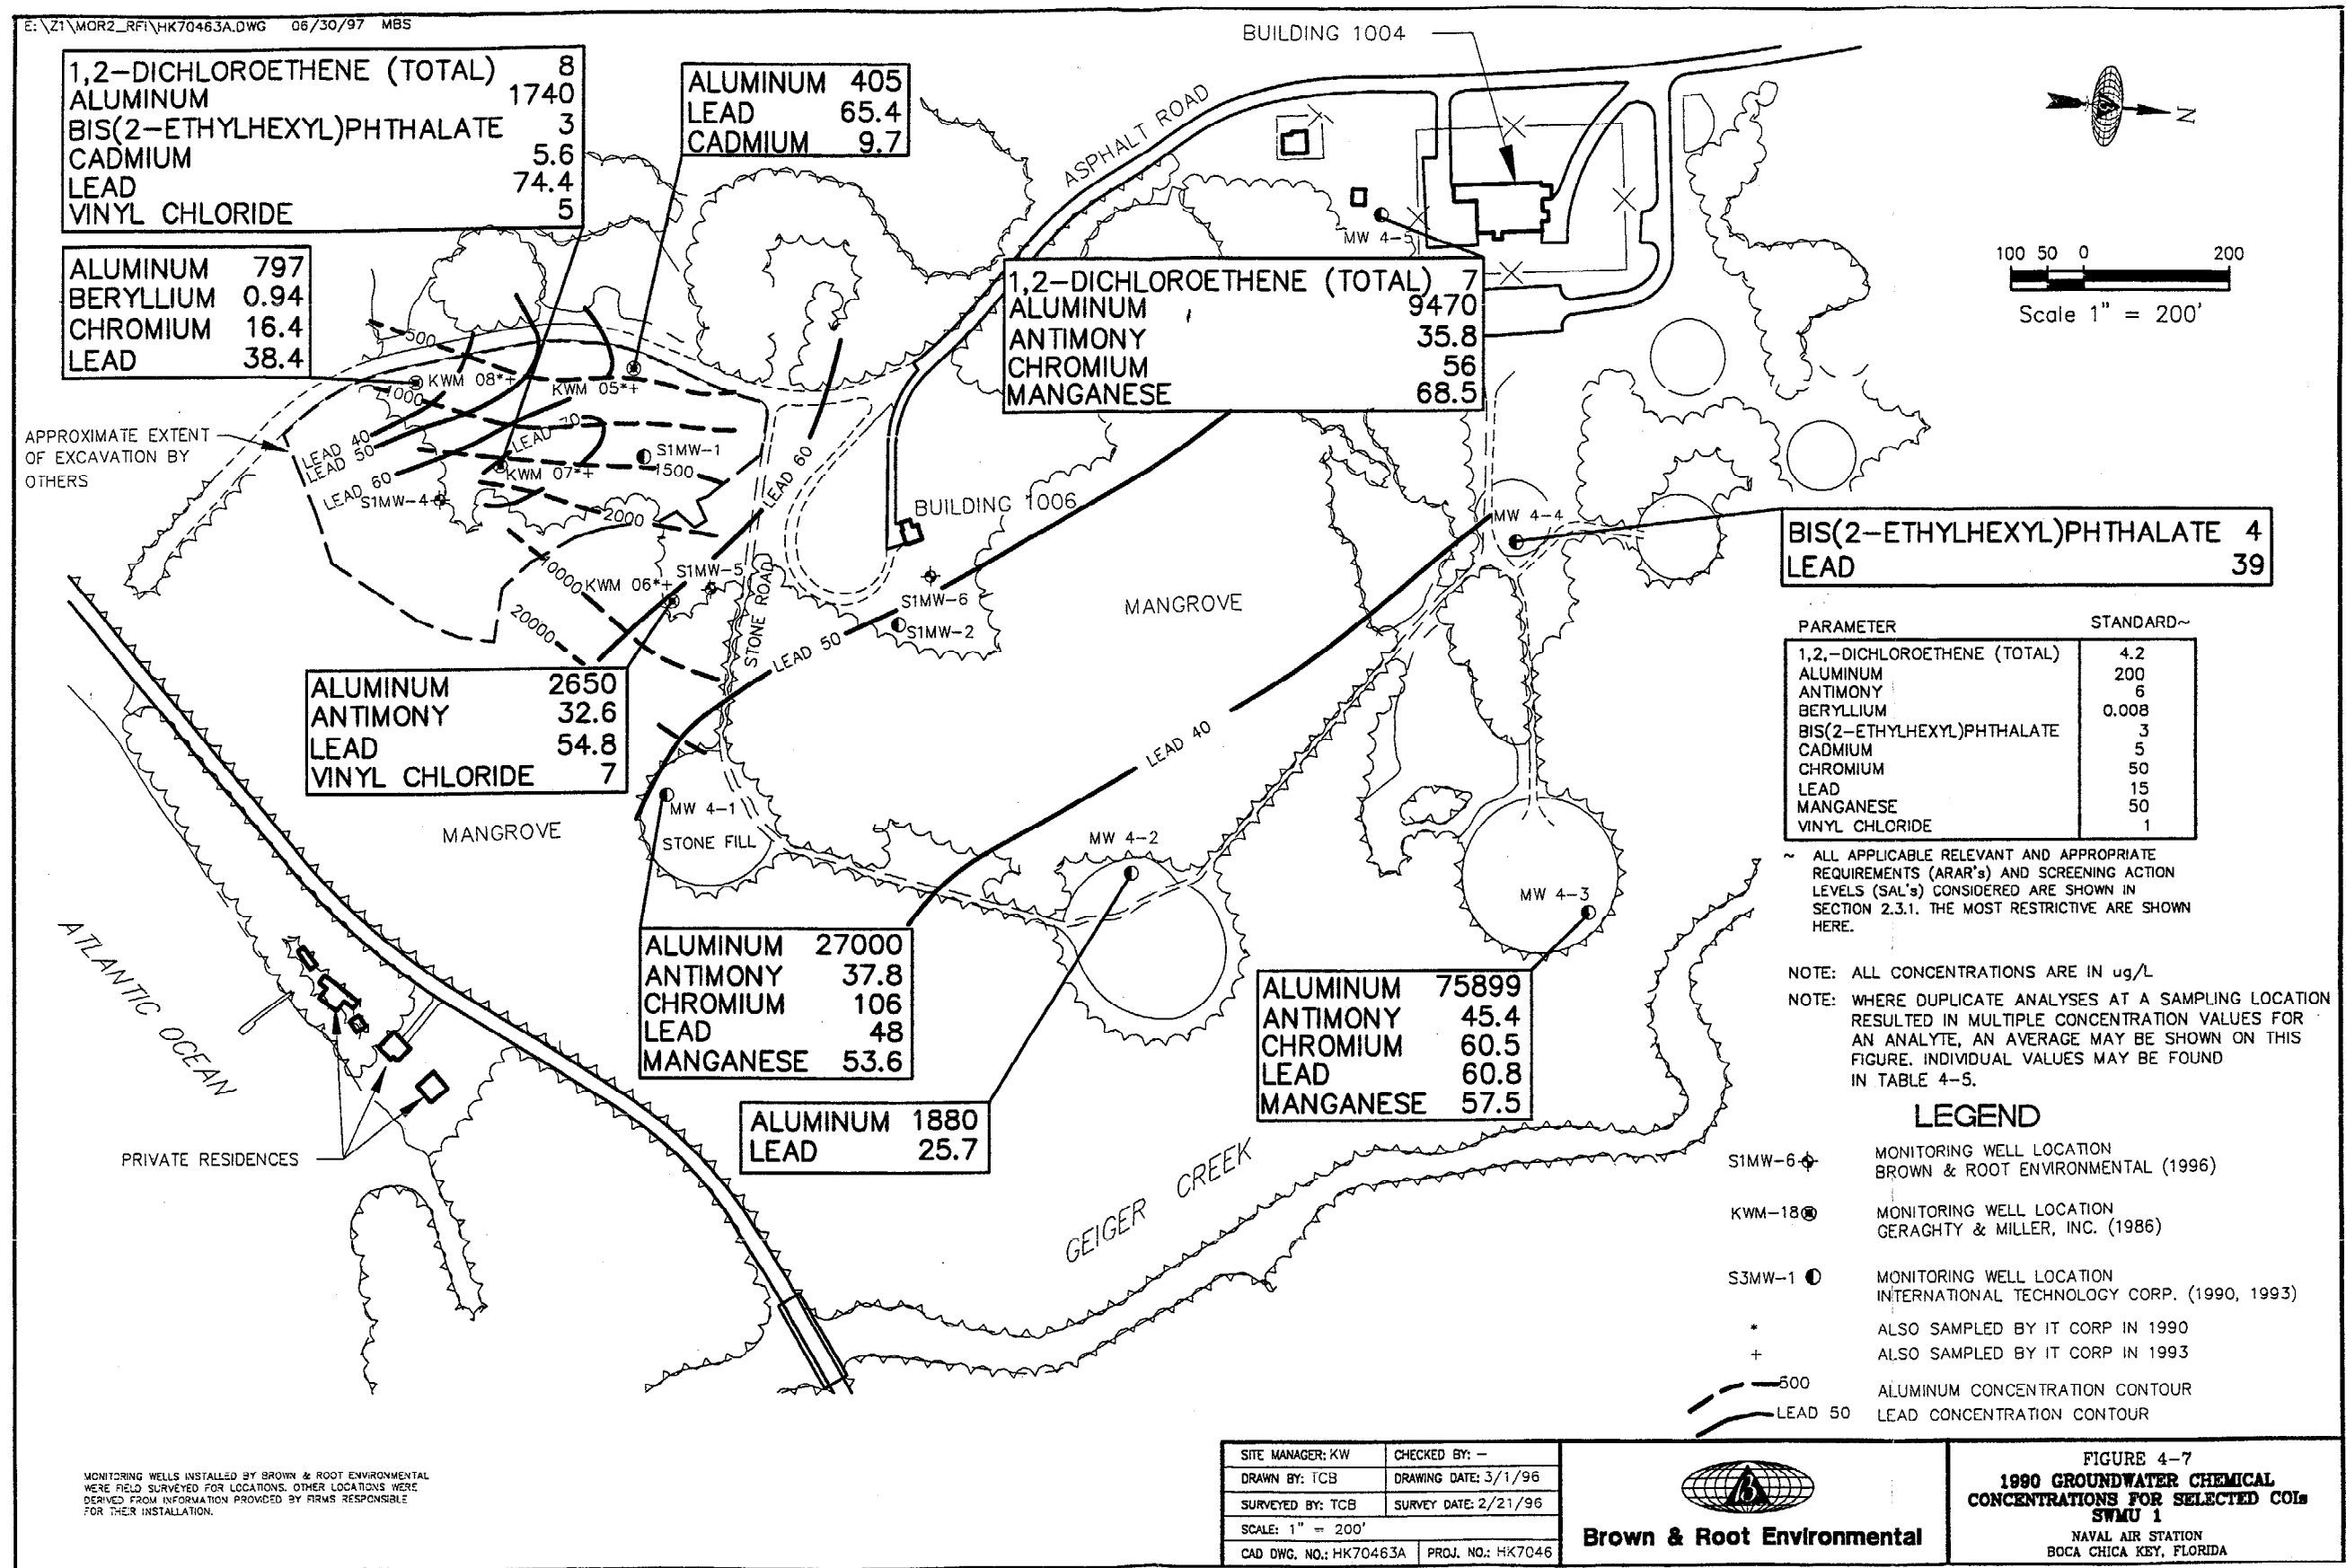 E:\Z1\MOR2_RFI\HK70463A.DWG 06/30/97 MBS
1,2-DICHLOROETHENE (TOTAL) 8
ALUMINUM 1740
BIS(2-ETHYLHEXYL)PHTHALATE 3
CADMIUM 5.6
LEAD 74.4
VINYL CHLORIDE 5
ALUMINUM 405
LEAD 65.4
CADMIUM 9.7
BUILDING 1004
ASPHALT ROAD
N
100 50 0 200
Scale 1" = 200'
ALUMINUM 797
BERYLLIUM 0.94
CHROMIUM 16.4
LEAD 38.4
MW 4-5
1,2-DICHLOROETHENE (TOTAL) 7
ALUMINUM 9470
ANTIMONY 35.8
CHROMIUM 56
MANGANESE 68.5
500
KWM 08*+
KWM 05*+
1000
APPROXIMATE EXTENT
OF EXCAVATION BY
OTHERS
LEAD 40
LEAD 50
LEAD 60
LEAD 70
S1MW-1
1500
KWM 07*+
S1MW-4
2000
LEAD 60
BUILDING 1006
MW 4-4
BIS(2-ETHYLHEXYL)PHTHALATE 4
LEAD 39
10000
KWM 06*+
S1MW-5
20000
STONE ROAD
S1MW-6
S1MW-2
LEAD 50
MANGROVE
PARAMETER STANDARD~
1,2,-DICHLOROETHENE (TOTAL) 4.2
ALUMINUM 200
ANTIMONY 6
BERYLLIUM 0.008
BIS(2-ETHYLHEXYL)PHTHALATE 3
CADMIUM 5
CHROMIUM 50
LEAD 15
MANGANESE 50
VINYL CHLORIDE 1
ALUMINUM 2650
ANTIMONY 32.6
LEAD 54.8
VINYL CHLORIDE 7
LEAD 40
MANGROVE
MW 4-1
STONE FILL
MW 4-2
MW 4-3
~ ALL APPLICABLE RELEVANT AND APPROPRIATE
REQUIREMENTS (ARAR's) AND SCREENING ACTION
LEVELS (SAL's) CONSIDERED ARE SHOWN IN
SECTION 2.3.1. THE MOST RESTRICTIVE ARE SHOWN
HERE.
NOTE: ALL CONCENTRATIONS ARE IN ug/L
NOTE: WHERE DUPLICATE ANALYSES AT A SAMPLING LOCATION
RESULTED IN MULTIPLE CONCENTRATION VALUES FOR
AN ANALYTE, AN AVERAGE MAY BE SHOWN ON THIS
FIGURE. INDIVIDUAL VALUES MAY BE FOUND
IN TABLE 4-5.
ATLANTIC OCEAN
ALUMINUM 27000
ANTIMONY 37.8
CHROMIUM 106
LEAD 48
MANGANESE 53.6
ALUMINUM 75899
ANTIMONY 45.4
CHROMIUM 60.5
LEAD 60.8
MANGANESE 57.5
ALUMINUM 1880
LEAD 25.7
PRIVATE RESIDENCES
GEIGER CREEK
LEGEND
S1MW-6 MONITORING WELL LOCATION
BROWN & ROOT ENVIRONMENTAL (1996)
KWM-18 MONITORING WELL LOCATION
GERAGHTY & MILLER, INC. (1986)
S3MW-1 MONITORING WELL LOCATION
INTERNATIONAL TECHNOLOGY CORP. (1990, 1993)
* ALSO SAMPLED BY IT CORP IN 1990
+ ALSO SAMPLED BY IT CORP IN 1993
500 ALUMINUM CONCENTRATION CONTOUR
LEAD 50 LEAD CONCENTRATION CONTOUR
MONITORING WELLS INSTALLED BY BROWN & ROOT ENVIRONMENTAL
WERE FIELD SURVEYED FOR LOCATIONS. OTHER LOCATIONS WERE
DERIVED FROM INFORMATION PROVIDED BY FIRMS RESPONSIBLE
FOR THEIR INSTALLATION.
SITE MANAGER: KW CHECKED BY: -
DRAWN BY: TCB DRAWING DATE: 3/1/96
SURVEYED BY: TCB SURVEY DATE: 2/21/96
SCALE: 1" = 200'
CAD DWG. NO.: HK70463A PROJ. NO.: HK7046
Brown & Root Environmental
FIGURE 4-7
1990 GROUNDWATER CHEMICAL
CONCENTRATIONS FOR SELECTED COIs
SWMU 1
NAVAL AIR STATION
BOCA CHICA KEY, FLORIDA